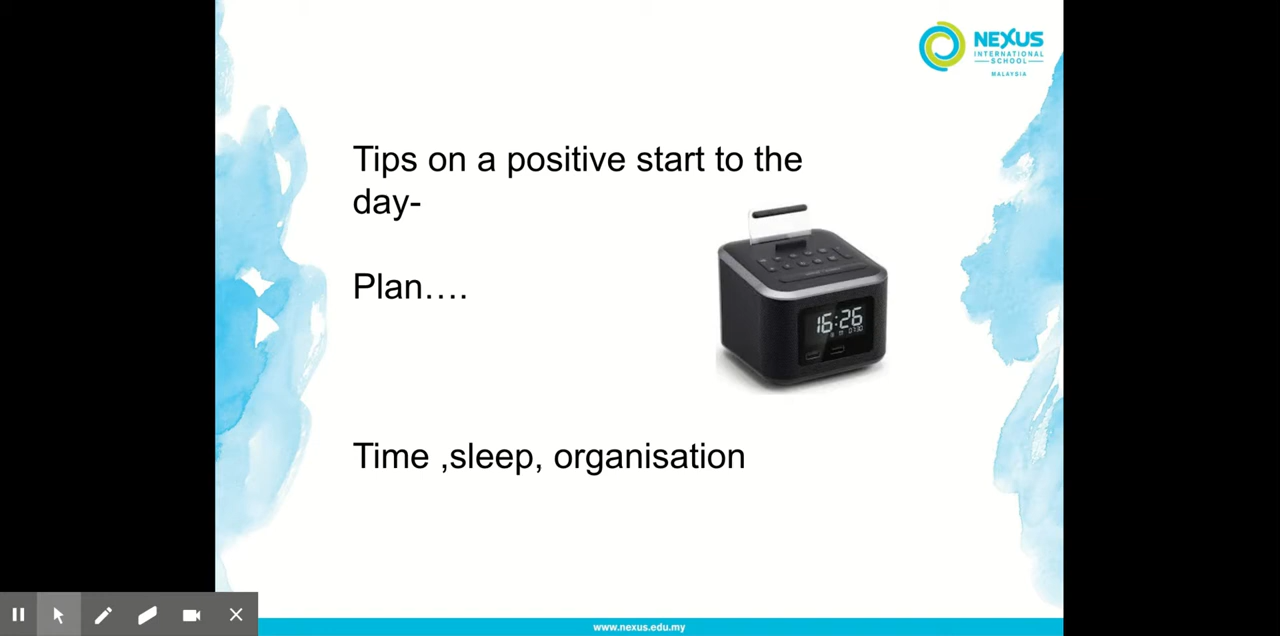 NEXUS
INTERNATIONAL
SCHOOL
MALAYSIA
Tips on a positive start to the
day-
Plan....
16:26
Time ,sleep, organisation
www.nexus.edu.my